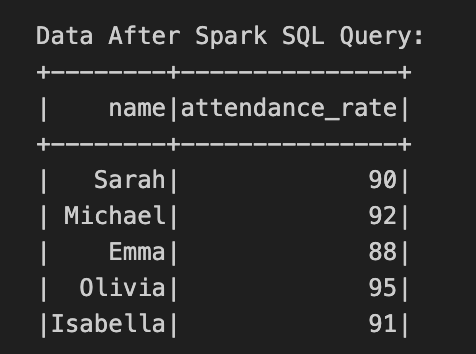 Data After Spark SQL Query:
+--------+---------------+
|    name|attendance_rate|
+--------+---------------+
|   Sarah|             90|
| Michael|             92|
|    Emma|             88|
|  Olivia|             95|
|Isabella|             91|